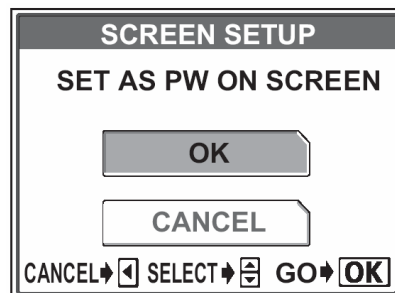 SCREEN SETUP
SET AS PW ON SCREEN
OK
CANCEL
CANCEL SELECT GO OK